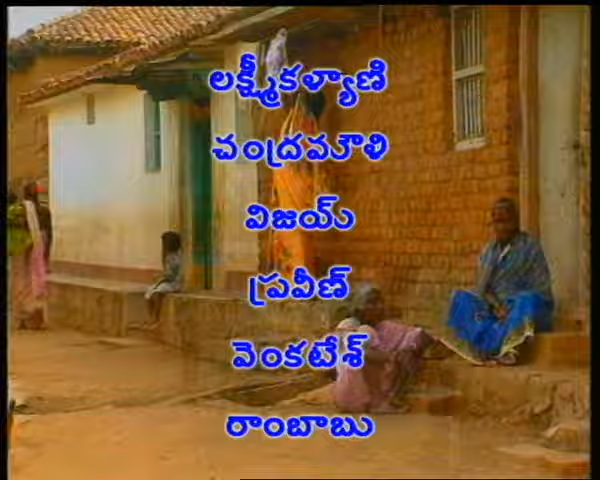 లక్ష్మీకళ్యాణి
చంద్రమౌళి
విజయ్
ప్రవీణ్
వెంకటేశ్
రాంబాబు